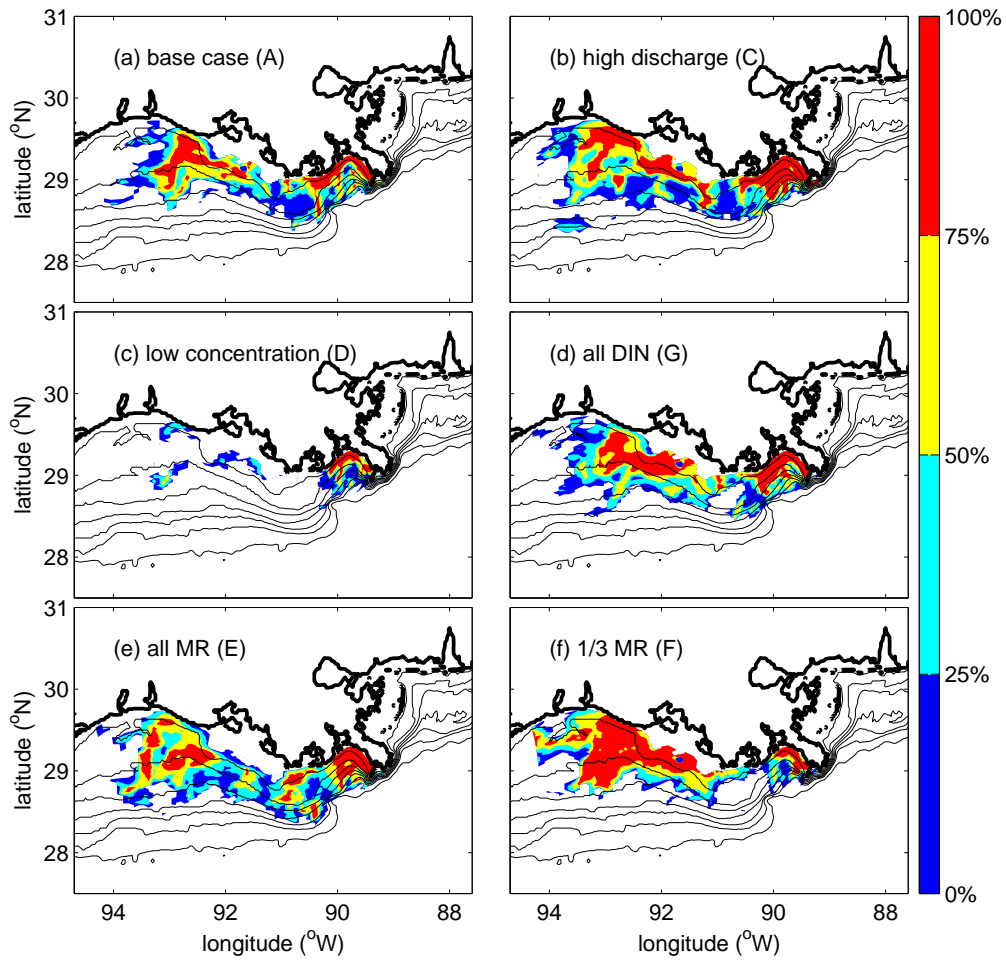 31
(a) base case (A)
(b) high discharge (C)
100%
30
29
28
latitude (°N)
75%
31
(c) low concentration (D)
(d) all DIN (G)
30
29
28
latitude (°N)
50%
31
(e) all MR (E)
(f) 1/3 MR (F)
25%
30
29
28
latitude (°N)
0%
94 92 90 88
94 92 90 88
longitude (°W)
longitude (°W)